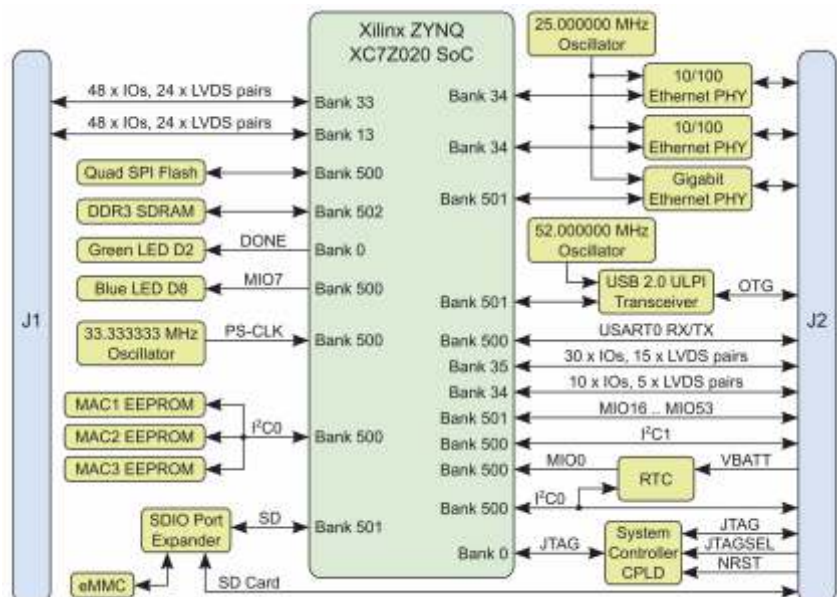 Xilinx ZYNQ
XC7Z020 SoC
25.000000 MHz
Oscillator
48 x IOs, 24 x LVDS pairs
Bank 33
Bank 34
10/100
Ethernet PHY
48 x IOs, 24 x LVDS pairs
Bank 13
Bank 34
10/100
Ethernet PHY
Quad SPI Flash
Bank 500
Bank 501
Gigabit
Ethernet PHY
DDR3 SDRAM
Bank 502
Green LED D2
DONE
Bank 0
52.000000 MHz
Oscillator
Blue LED D8
MIO7
Bank 500
Bank 501
USB 2.0 ULPI
Transceiver
OTG
J1
J2
33.333333 MHz
Oscillator
PS-CLK
Bank 500
Bank 500
USART0 RX/TX
Bank 35
30 x IOs, 15 x LVDS pairs
Bank 34
10 x IOs, 5 x LVDS pairs
MAC1 EEPROM
MAC2 EEPROM
MAC3 EEPROM
I²C0
Bank 500
Bank 501
MIO16 .. MIO53
Bank 500
I²C1
Bank 500
MIO0
RTC
VBATT
Bank 500
I²C0
SDIO Port
Expander
SD
Bank 501
Bank 0
JTAG
System
Controller
CPLD
JTAG
JTAGSEL
NRST
eMMC
SD Card